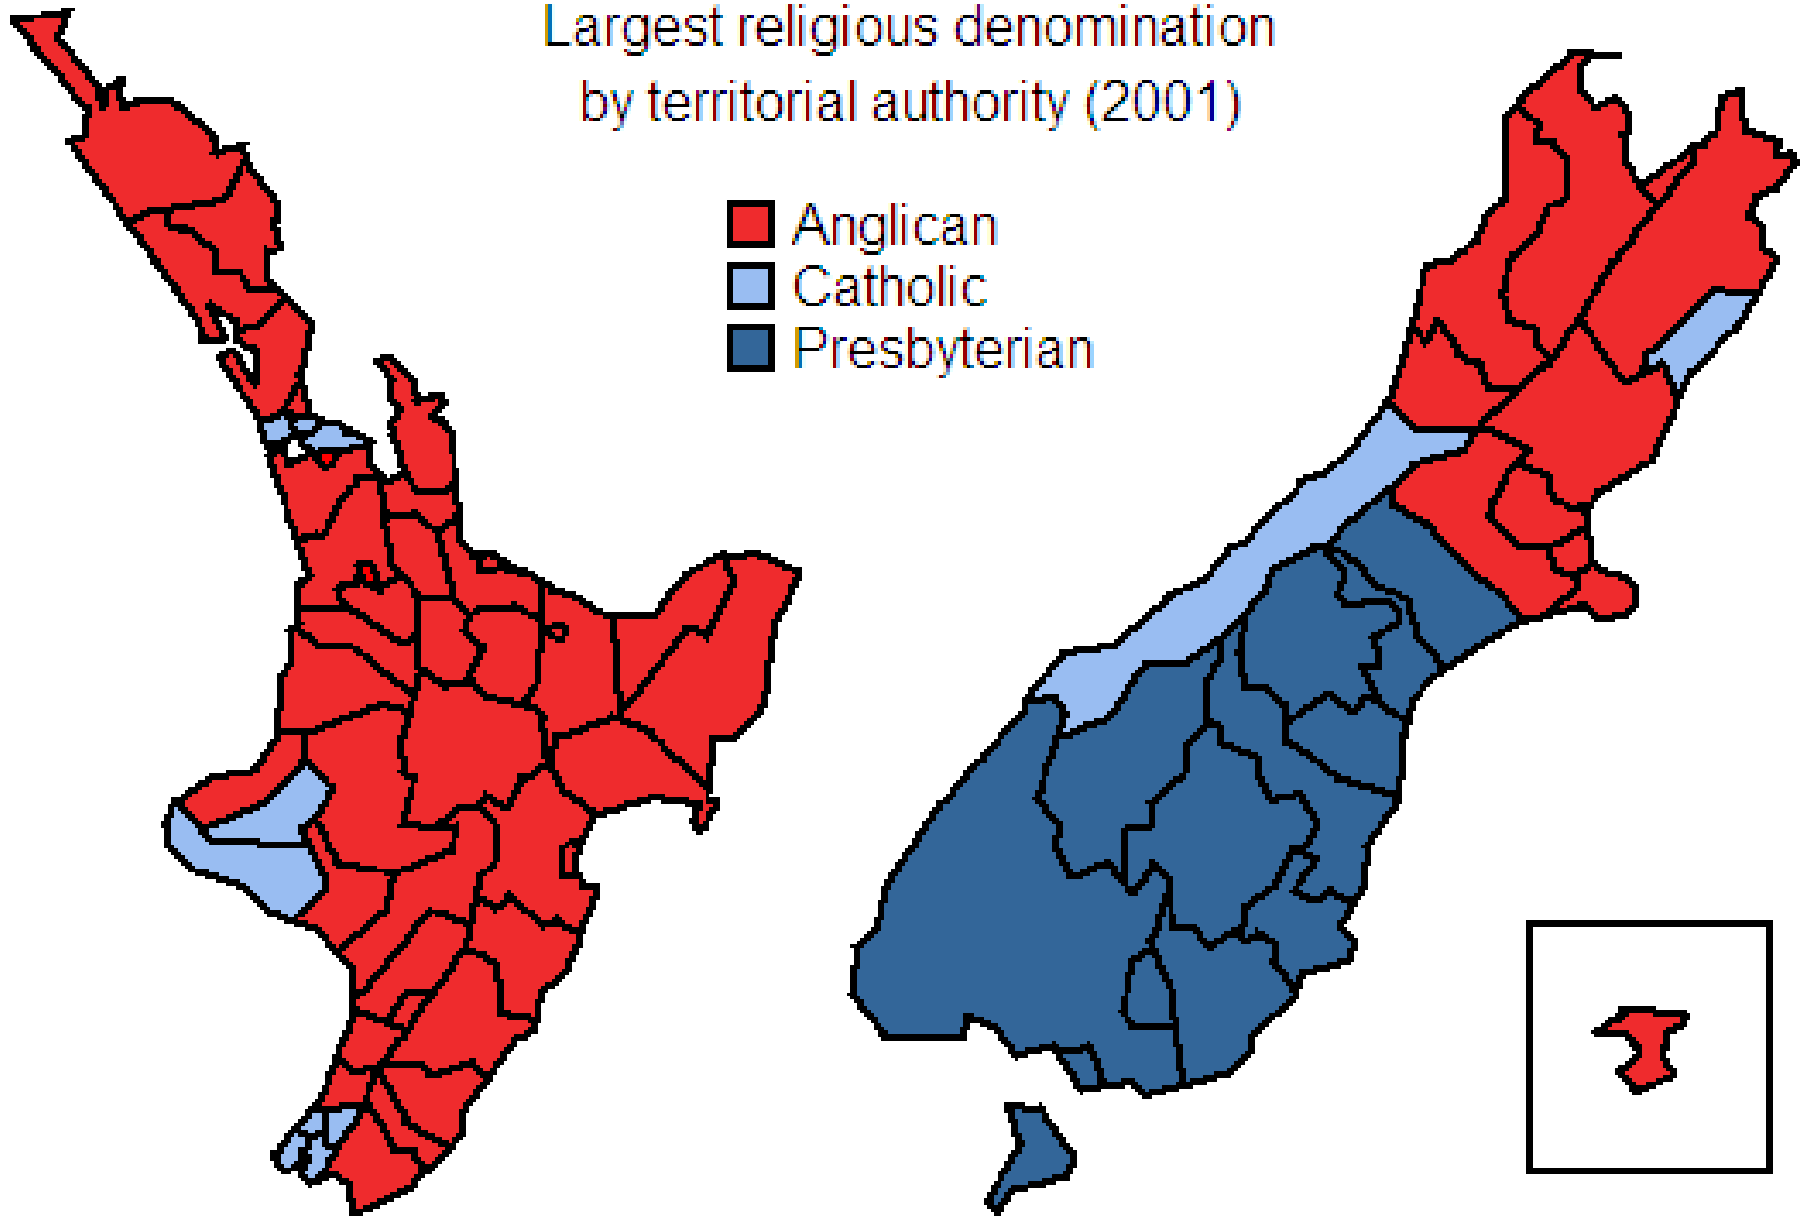 Largest religious denomination
by territorial authority (2001)
Anglican
Catholic
Presbyterian